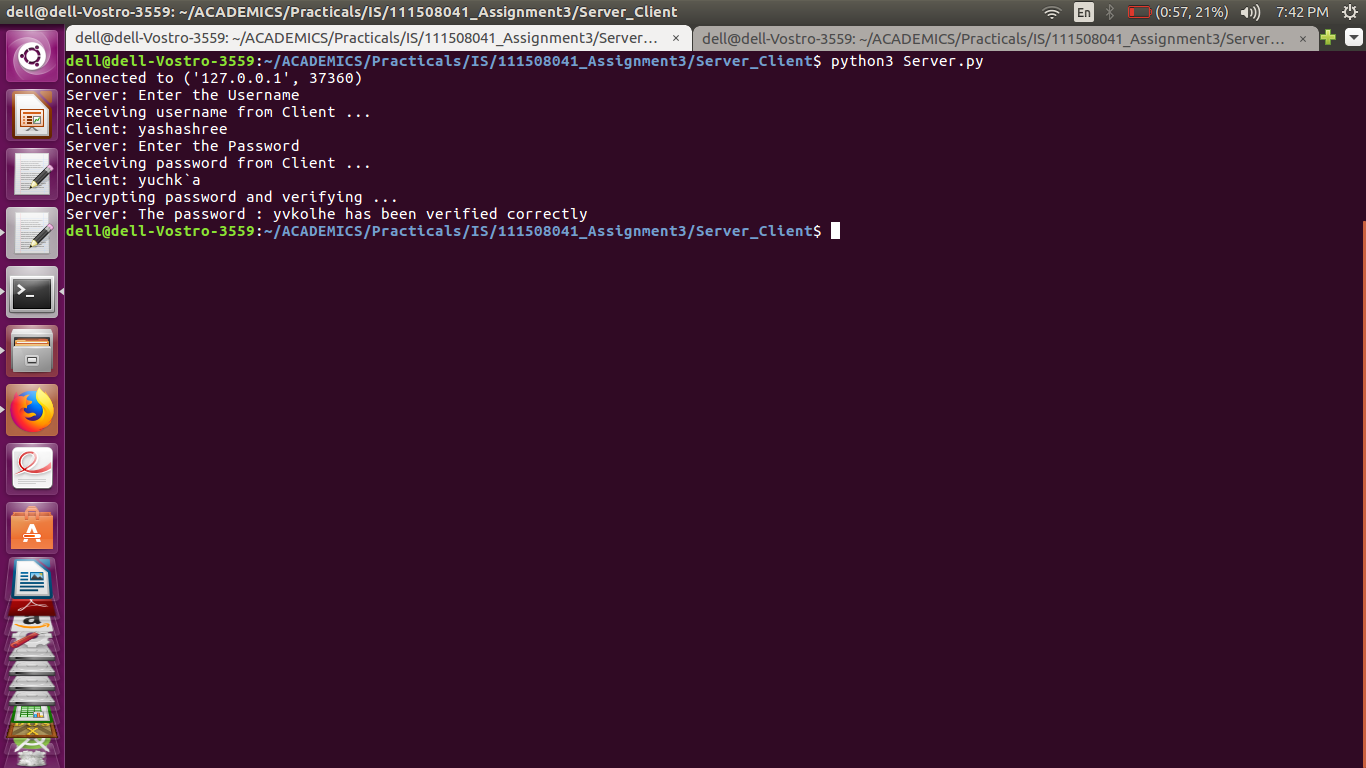 dell@dell-Vostro-3559: ~/ACADEMICS/Practicals/IS/111508041_Assignment3/Server_Client
En
(0:57, 21%)
7:42 PM
dell@dell-Vostro-3559: ~/ACADEMICS/Practicals/IS/111508041_Assignment3/Server... ×
dell@dell-Vostro-3559: ~/ACADEMICS/Practicals/IS/111508041_Assignment3/Server... ×
dell@dell-Vostro-3559:~/ACADEMICS/Practicals/IS/111508041_Assignment3/Server_Client$ python3 Server.py
Connected to ('127.0.0.1', 37360)
Server: Enter the Username
Receiving username from Client ...
Client: yashashree
Server: Enter the Password
Receiving password from Client ...
Client: yuchk`a
Decrypting password and verifying ...
Server: The password : yvkolhe has been verified correctly
dell@dell-Vostro-3559:~/ACADEMICS/Practicals/IS/111508041_Assignment3/Server_Client$